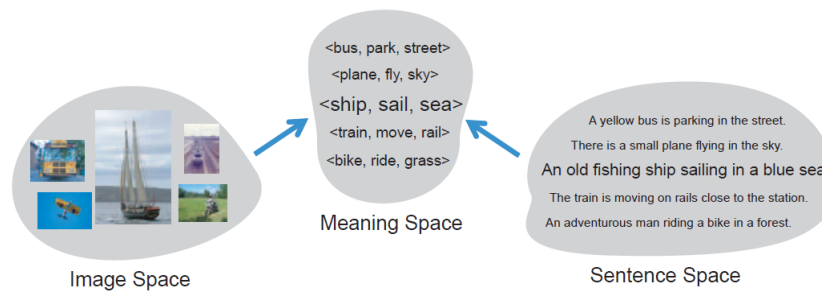 <bus, park, street>
<plane, fly, sky>
<ship, sail, sea>
<train, move, rail>
<bike, ride, grass>
Meaning Space
Image Space
A yellow bus is parking in the street.
There is a small plane flying in the sky.
An old fishing ship sailing in a blue sea
The train is moving on rails close to the station.
An adventurous man riding a bike in a forest.
Sentence Space